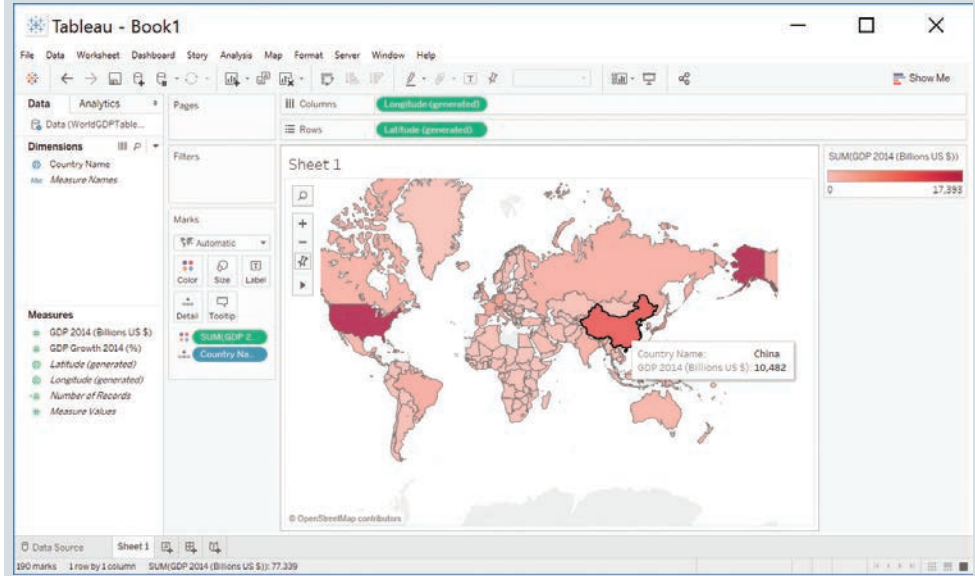 Tableau - Book1
File Data Worksheet Dashboard Story Analysis Map Format Server Window Help
Show Me
Data Analytics
Data (WorldGDPTable...
Dimensions
Country Name
Abc Measure Names
Measures
GDP 2014 (Billions US $)
GDP Growth 2014 (%)
Latitude (generated)
Longitude (generated)
Number of Records
Measure Values
Pages
Filters
Marks
Automatic
Color Size Label
Detail Tooltip
SUM(GDP 2..
Country Na..
Columns Longitude (generated)
Rows Latitude (generated)
Sheet 1
Country Name: China
GDP 2014 (Billions US $): 10,482
© OpenStreetMap contributors
SUM(GDP 2014 (Billions US $))
0 17,393
Data Source Sheet 1
190 marks 1 row by 1 column SUM(GDP 2014 (Billions US $)): 77,339